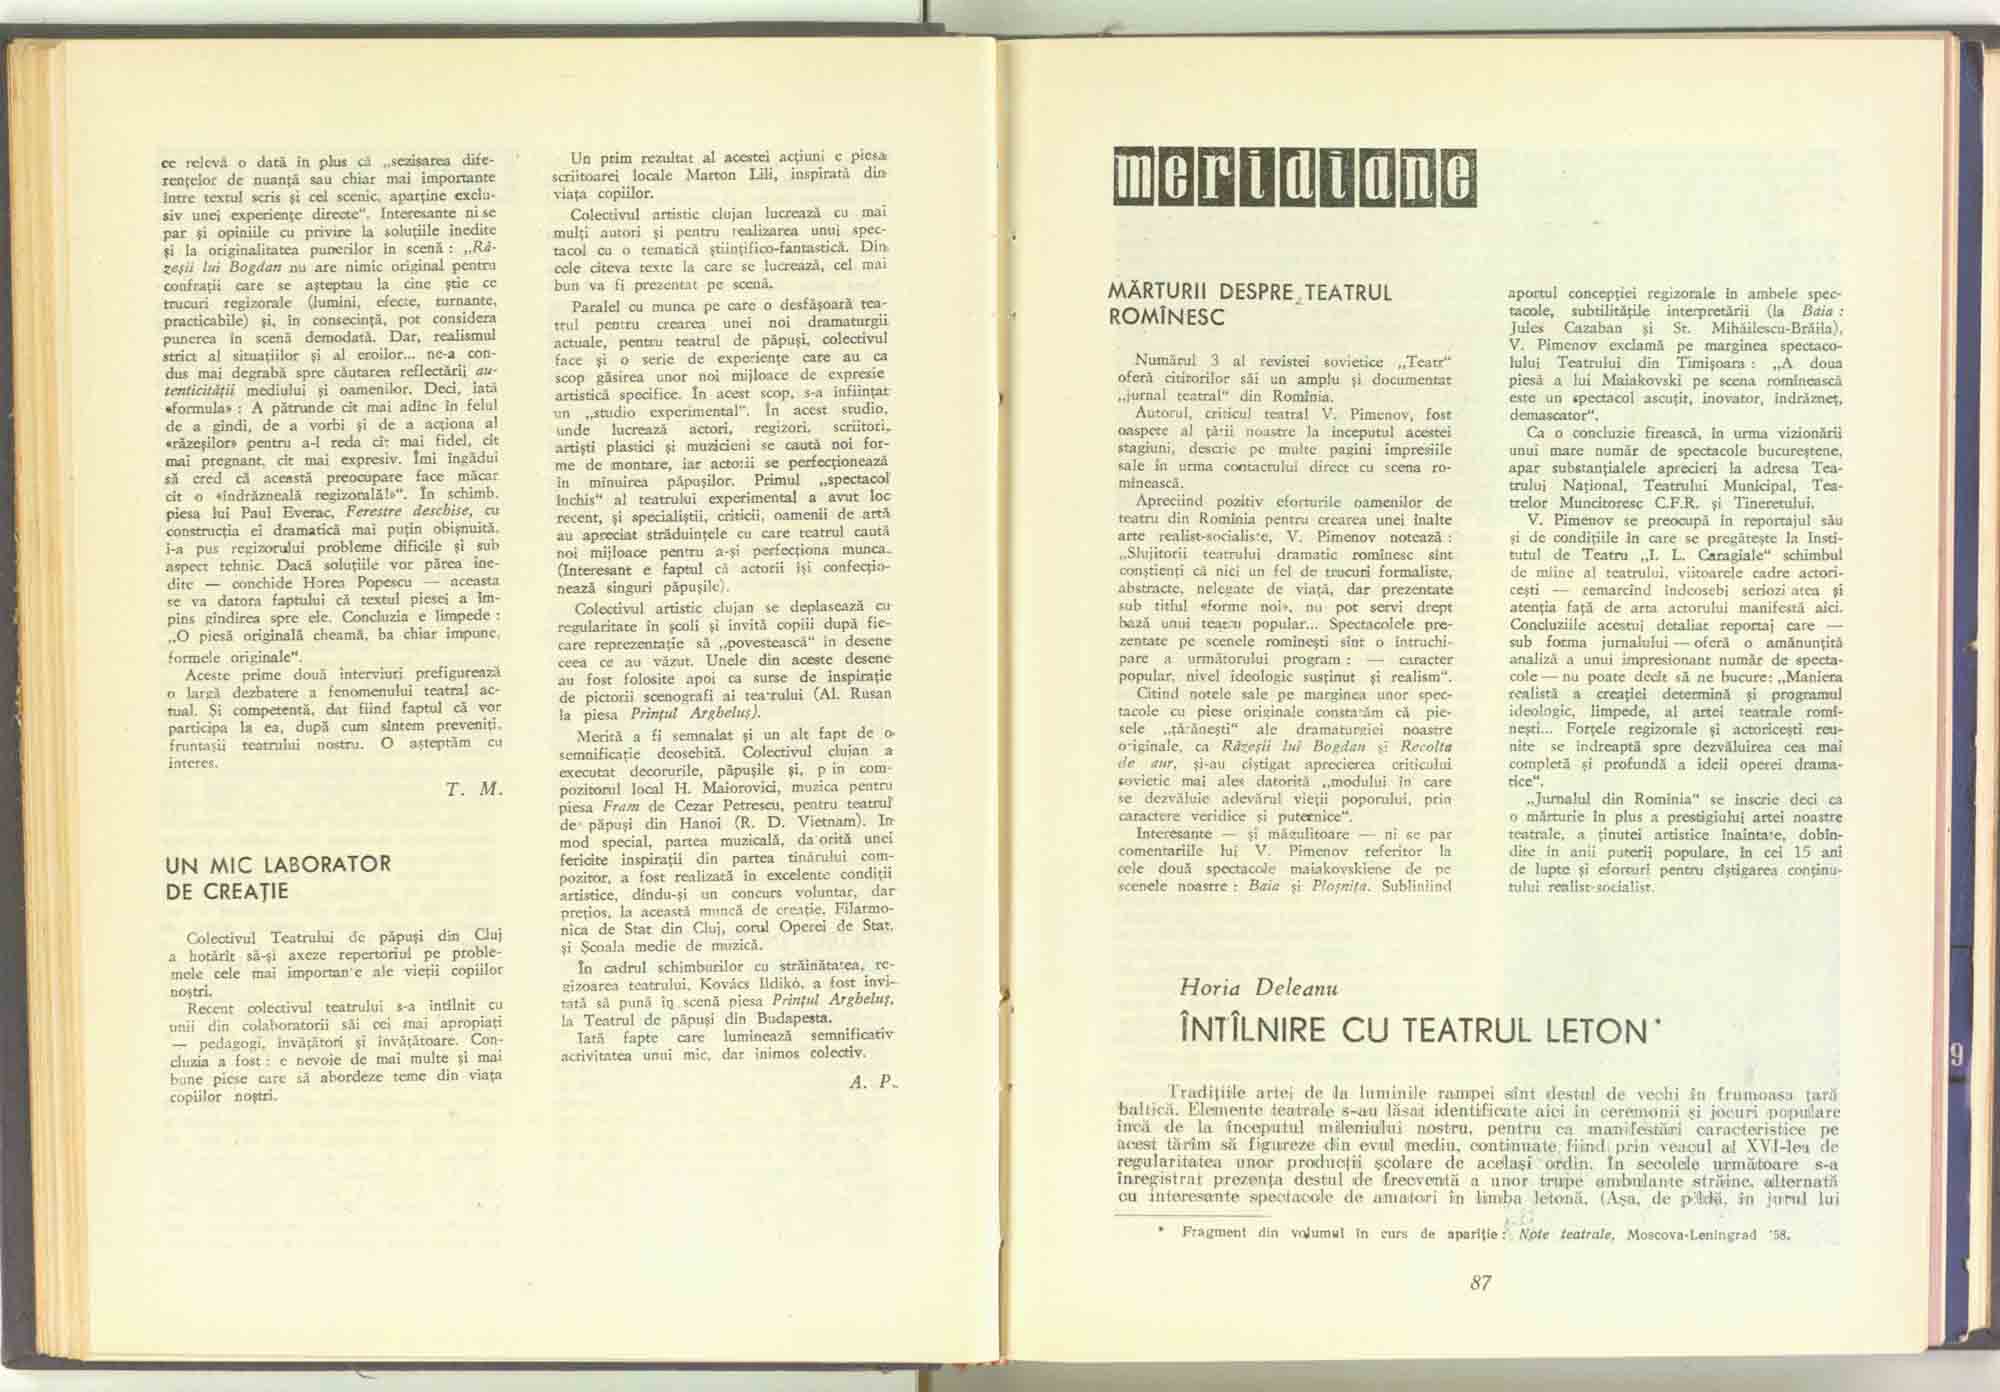 ce relevă o dată în plus că „sezisarea dife-
rențelor de nuanță sau chiar mai importante
între textul scris și cel scenic, aparține exclu-
siv unei experiențe directe“. Interesante ni se
par și opiniile cu privire la soluțiile inedite
și la originalitatea punerilor în scenă : „Ră-
zeșii lui Bogdan nu are nimic original pentru
confrații care se așteptau la cine știe ce
trucuri regizorale (lumini, efecte, turnante,
practicabile) și, în consecință, pot considera
punerea în scenă demodată. Dar, realismul
strict al situațiilor și al eroilor... ne-a con-
dus mai degrabă spre căutarea reflectării au-
tenticității mediului și oamenilor. Deci, iată
«formula» : A pătrunde cît mai adînc în felul
de a gîndi, de a vorbi și de a acționa al
«răzeșilor» pentru a-l reda cît mai fidel, cît
mai pregnant, cît mai expresiv. Îmi îngădui
să cred că această preocupare face măcar
cît o «îndrăzneală regizorală!»“. În schimb,
piesa lui Paul Everac, Ferestre deschise, cu
construcția ei dramatică mai puțin obișnuită,
i-a pus regizorului probleme dificile și sub
aspect tehnic. Dacă soluțiile vor părea ine-
dite — conchide Horea Popescu — aceasta
se va datora faptului că textul piesei a îm-
pins gîndirea spre ele. Concluzia e limpede :
„O piesă originală cheamă, ba chiar impune,
formele originale“.
Aceste prime două interviuri prefigurează
o largă dezbatere a fenomenului teatral ac-
tual. Și competentă, dat fiind faptul că vor
participa la ea, după cum sîntem preveniți,
fruntașii teatrului nostru. O așteptăm cu
interes.
T. M.
UN MIC LABORATOR
DE CREAȚIE
Colectivul Teatrului de păpuși din Cluj
a hotărît să-și axeze repertoriul pe proble-
mele cele mai importante ale vieții copiilor
noștri.
Recent colectivul teatrului s-a întîlnit cu
unii din colaboratorii săi cei mai apropiați
— pedagogi, învățători și învățătoare. Con-
cluzia a fost : e nevoie de mai multe și mai
bune piese care să abordeze teme din viața
copiilor noștri.
Un prim rezultat al acestei acțiuni e piesa
scriitoarei locale Marton Lili, inspirată din
viața copiilor.
Colectivul artistic clujan lucrează cu mai
mulți autori și pentru realizarea unui spec-
tacol cu o tematică științifico-fantastică. Din
cele cîteva texte la care se lucrează, cel mai
bun va fi prezentat pe scenă.
Paralel cu munca pe care o desfășoară tea-
trul pentru crearea unei noi dramaturgii
actuale, pentru teatrul de păpuși, colectivul
face și o serie de experiențe care au ca
scop găsirea unor noi mijloace de expresie
artistică specifice. În acest scop, s-a înființat
un „studio experimental“. În acest studio,
unde lucrează actori, regizori, scriitori,
artiști plastici și muzicieni se caută noi for-
me de montare, iar actorii se perfecționează
în mînuirea păpușilor. Primul „spectacol
închis“ al teatrului experimental a avut loc
recent, și specialiștii, criticii, oamenii de artă
au apreciat străduințele cu care teatrul caută
noi mijloace pentru a-și perfecționa munca.
(Interesant e faptul că actorii își confecțio-
nează singuri păpușile).
Colectivul artistic clujan se deplasează cu
regularitate în școli și invită copiii după fie-
care reprezentație să „povestească“ în desene
ceea ce au văzut. Unele din aceste desene
au fost folosite apoi ca surse de inspirație
de pictorii scenografi ai teatrului (Al. Rusan
la piesa Prințul Argheluș).
Merită a fi semnalat și un alt fapt de o
semnificație deosebită. Colectivul clujan a
executat decorurile, păpușile și, prin com-
pozitorul local H. Maiorovici, muzica pentru
piesa Fram de Cezar Petrescu, pentru teatrul
de păpuși din Hanoi (R. D. Vietnam). În
mod special, partea muzicală, datorită unei
fericite inspirații din partea tînărului com-
pozitor, a fost realizată în excelente condiții
artistice, dîndu-și un concurs voluntar, dar
prețios, la această muncă de creație, Filarmo-
nica de Stat din Cluj, corul Operei de Stat,
și Școala medie de muzică.
În cadrul schimburilor cu străinătatea, re-
gizoarea teatrului, Kovács Ildikó, a fost invi-
tată să pună în scenă piesa Prințul Argheluș,
la Teatrul de păpuși din Budapesta.
Iată fapte care luminează semnificativ
activitatea unui mic, dar inimos colectiv.
A. P.
meridiane
MĂRTURII DESPRE TEATRUL
ROMÎNESC
Numărul 3 al revistei sovietice „Teatr“
oferă cititorilor săi un amplu și documentat
„jurnal teatral“ din Romînia.
Autorul, criticul teatral V. Pimenov, fost
oaspete al țării noastre la începutul acestei
stagiuni, descrie pe multe pagini impresiile
sale în urma contactului direct cu scena ro-
mînească.
Apreciind pozitiv eforturile oamenilor de
teatru din Romînia pentru crearea unei înalte
arte realist-socialiste, V. Pimenov notează :
„Slujitorii teatrului dramatic romînesc sînt
conștienți că nici un fel de trucuri formaliste,
abstracte, nelegate de viață, dar prezentate
sub titlul «forme noi», nu pot servi drept
bază unui teatru popular... Spectacolele pre-
zentate pe scenele romînești sînt o întruchi-
pare a următorului program : — caracter
popular, nivel ideologic susținut și realism“.
Citind notele sale pe marginea unor spec-
tacole cu piese originale constatăm că pie-
sele „țărănești“ ale dramaturgiei noastre
originale, ca Răzeșii lui Bogdan și Recolta
de aur, și-au cîștigat aprecierea criticului
sovietic mai ales datorită „modului în care
se dezvăluie adevărul vieții poporului, prin
caractere veridice și puternice“.
Interesante — și măgulitoare — ni se par
comentariile lui V. Pimenov referitor la
cele două spectacole maiakovskiene de pe
scenele noastre : Baia și Ploșnița. Subliniind
aportul concepției regizorale în ambele spec-
tacole, subtilitățile interpretării (la Baia :
Jules Cazaban și St. Mihăilescu-Brăila),
V. Pimenov exclamă pe marginea spectaco-
lului Teatrului din Timișoara : „A doua
piesă a lui Maiakovski pe scena romînească
este un spectacol ascuțit, inovator, îndrăzneț,
demascator“.
Ca o concluzie firească, în urma vizionării
unui mare număr de spectacole bucureștene,
apar substanțialele aprecieri la adresa Tea-
trului Național, Teatrului Municipal, Tea-
trelor Muncitoresc C.F.R. și Tineretului.
V. Pimenov se preocupă în reportajul său
și de condițiile în care se pregătește la Insti-
tutul de Teatru „I. L. Caragiale“ schimbul
de mîine al teatrului, viitoarele cadre actori-
cești — remarcînd îndeosebi seriozitatea și
atenția față de arta actorului manifestă aici.
Concluziile acestui detaliat reportaj care —
sub forma jurnalului — oferă o amănunțită
analiză a unui impresionant număr de specta-
cole — nu poate decît să ne bucure: „Maniera
realistă a creației determină și programul
ideologic, limpede, al artei teatrale romî-
nești... Forțele regizorale și actoricești reu-
nite se îndreaptă spre dezvăluirea cea mai
completă și profundă a ideii operei drama-
tice“.
„Jurnalul din Romînia“ se înscrie deci ca
o mărturie în plus a prestigiului artei noastre
teatrale, a ținutei artistice înaintate, dobîn-
dite în anii puterii populare, în cei 15 ani
de lupte și eforturi pentru cîștigarea conținu-
tului realist-socialist.
Horia Deleanu
ÎNTÎLNIRE CU TEATRUL LETON*
Tradițiile artei de la luminile rampei sînt destul de vechi în frumoasa țară
baltică. Elemente teatrale s-au lăsat identificate aici în ceremonii și jocuri populare
încă de la începutul mileniului nostru, pentru ca manifestări caracteristice pe
acest tărîm să figureze din evul mediu, continuate fiind prin veacul al XVI-lea de
regularitatea unor producții școlare de același ordin. În secolele următoare s-a
înregistrat prezența destul de frecventă a unor trupe ambulante străine, alternată
cu interesante spectacole de amatori în limba letonă. (Așa, de pildă, în jurul lui
* Fragment din volumul în curs de apariție : Note teatrale, Moscova-Leningrad '58.
87
9